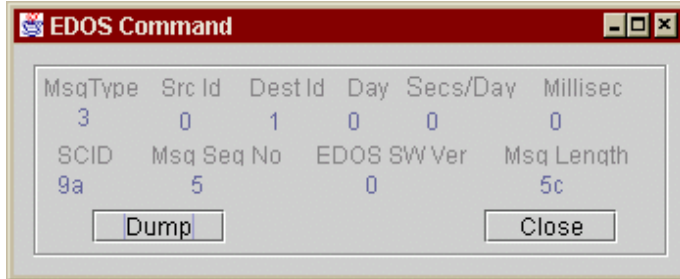 EDOS Command
MsgType Src Id Dest Id Day Secs/Day Millisec
3 0 1 0 0 0
SCID Msg Seq No EDOS SW Ver Msg Length
9a 5 0 5c
Dump Close